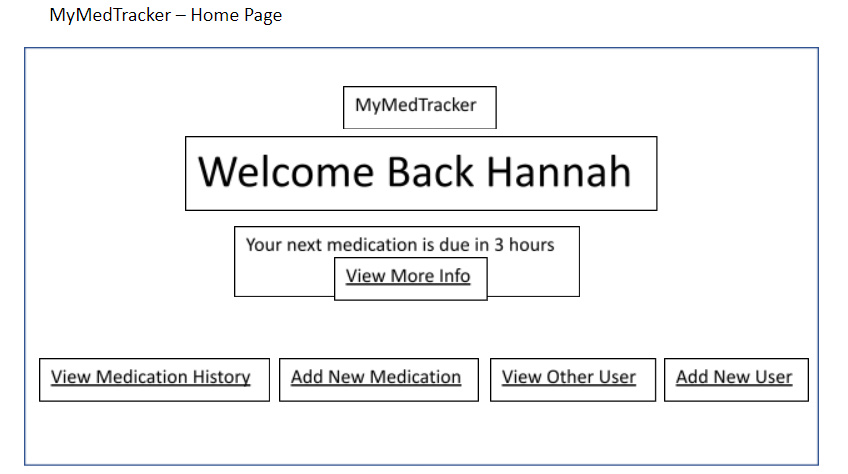 MyMedTracker – Home Page
MyMedTracker
Welcome Back Hannah
Your next medication is due in 3 hours
View More Info
View Medication History
Add New Medication
View Other User
Add New User